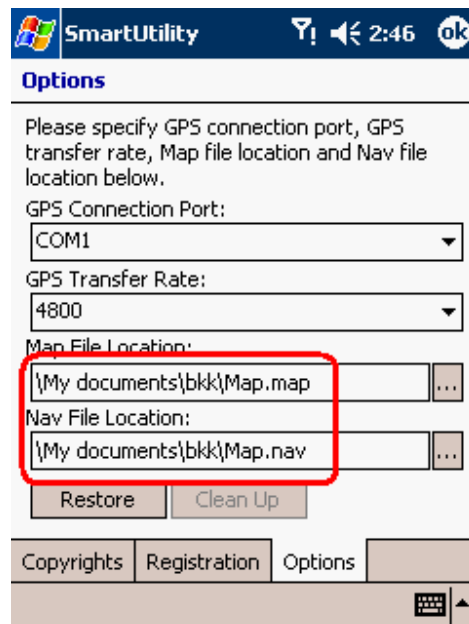 SmartUtility 2:46 ok
Options
Please specify GPS connection port, GPS
transfer rate, Map file location and Nav file
location below.
GPS Connection Port:
COM1
GPS Transfer Rate:
4800
Map File Location:
\My documents\bkk\Map.map ...
Nav File Location:
\My documents\bkk\Map.nav ...
Restore Clean Up
Copyrights Registration Options